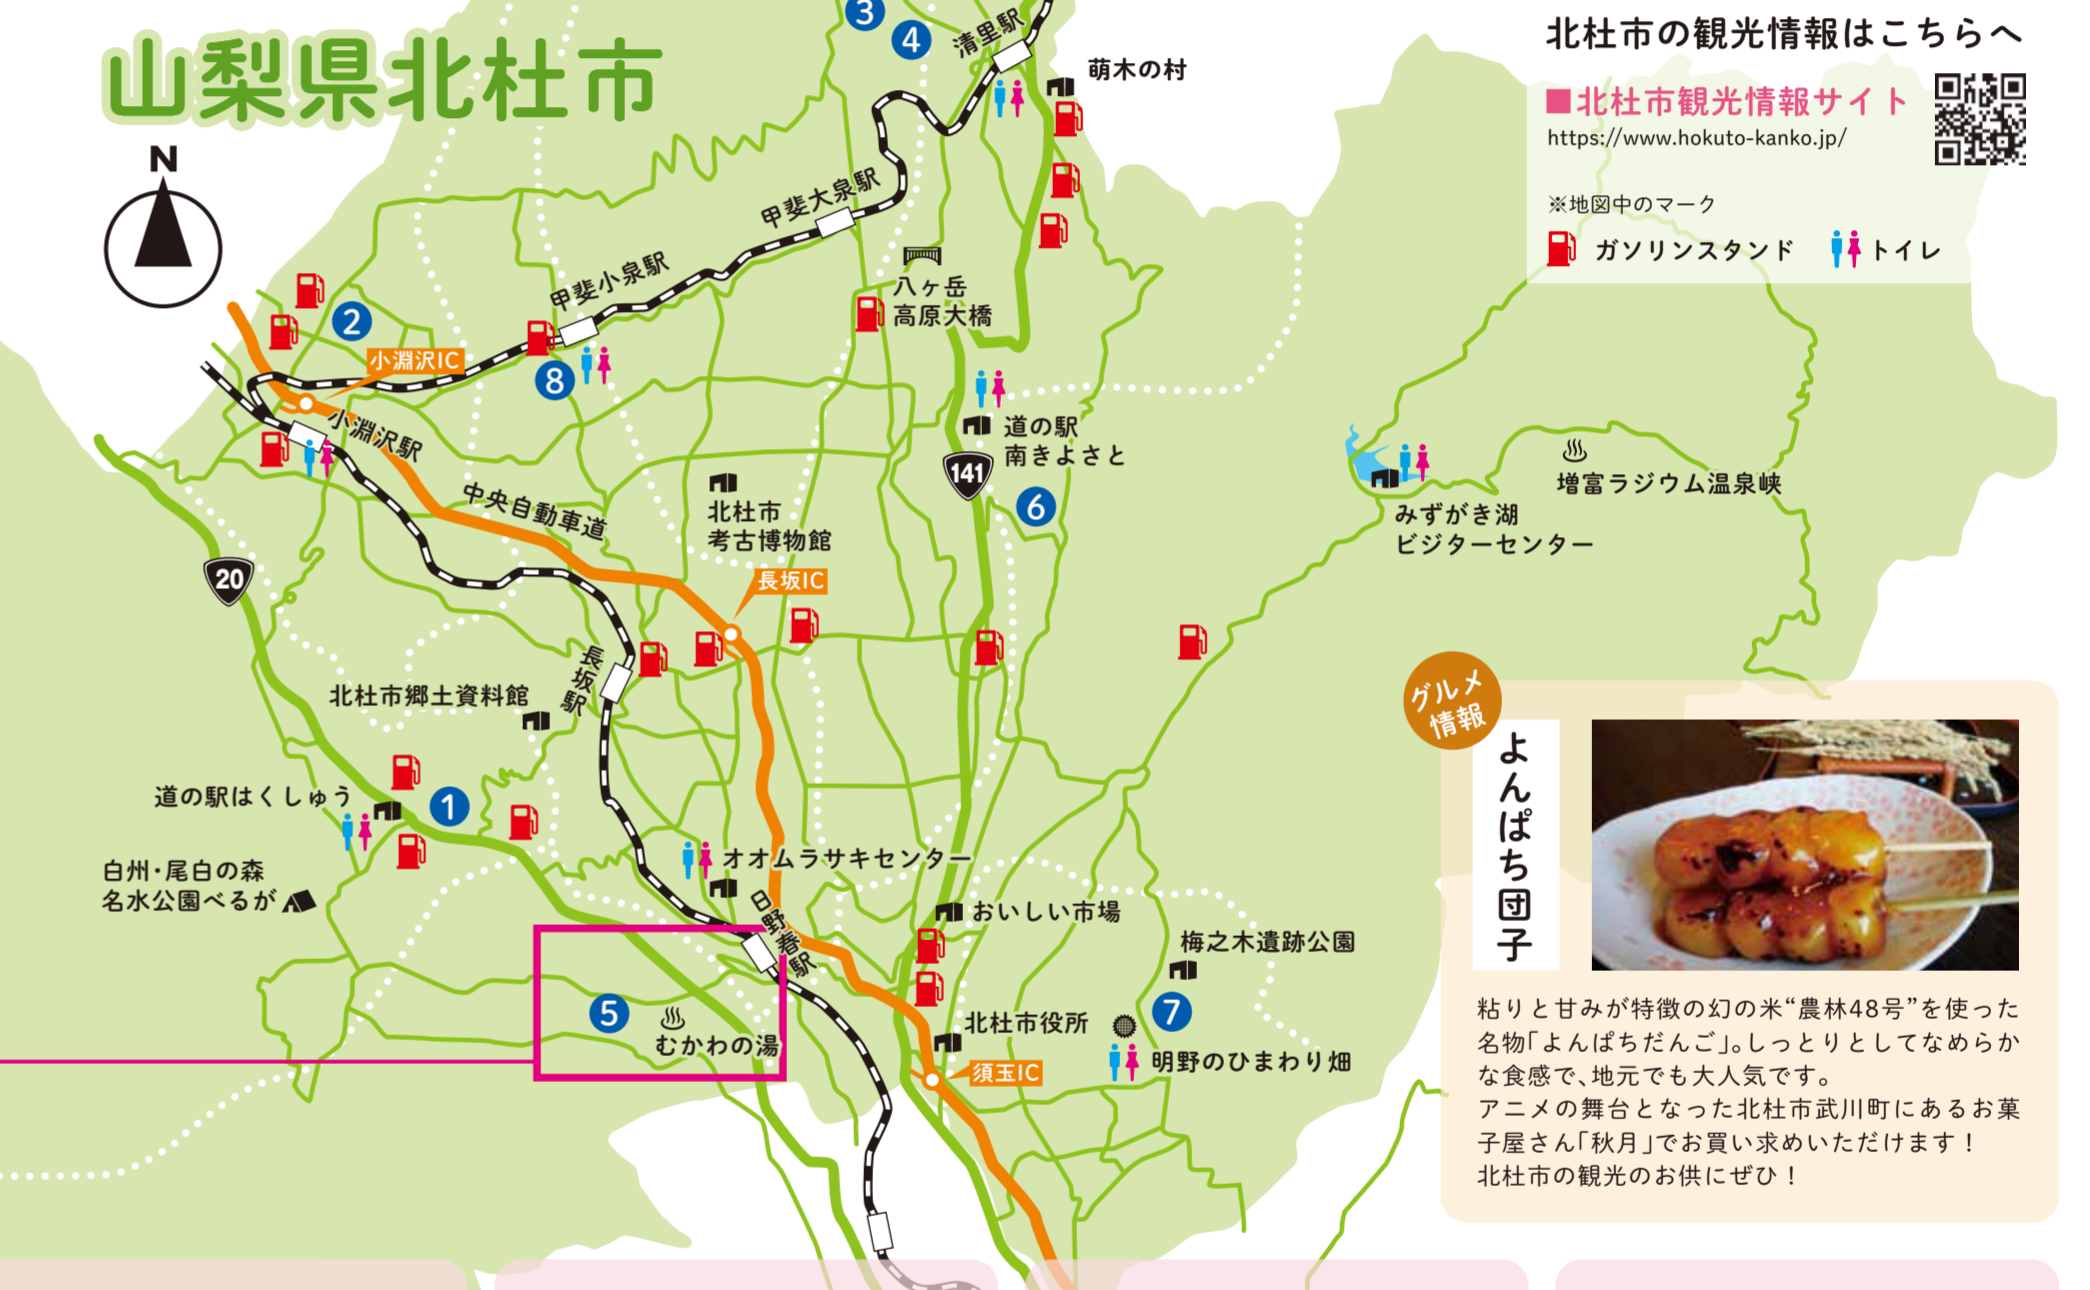 山梨県北杜市
N
3
4
清里駅
萌木の村
北杜市の観光情報はこちらへ
■北杜市観光情報サイト
https://www.hokuto-kanko.jp/
※地図中のマーク
ガソリンスタンド
トイレ
甲斐大泉駅
甲斐小泉駅
八ヶ岳
高原大橋
2
小淵沢IC
8
小淵沢駅
道の駅
南きよさと
141
6
中央自動車道
北杜市
考古博物館
みずがき湖
ビジターセンター
増富ラジウム温泉峡
20
長坂IC
長坂駅
北杜市郷土資料館
道の駅はくしゅう
1
白州・尾白の森
名水公園べるが
オオムラサキセンター
日野春駅
おいしい市場
梅之木遺跡公園
5
むかわの湯
北杜市役所
7
明野のひまわり畑
須玉IC
グルメ
情報
よんぱち団子
粘りと甘みが特徴の幻の米“農林48号”を使った
名物「よんぱちだんご」。しっとりとしてなめらか
な食感で、地元でも大人気です。
アニメの舞台となった北杜市武川町にあるお菓
子屋さん「秋月」でお買い求めいただけます！
北杜市の観光のお供にぜひ！